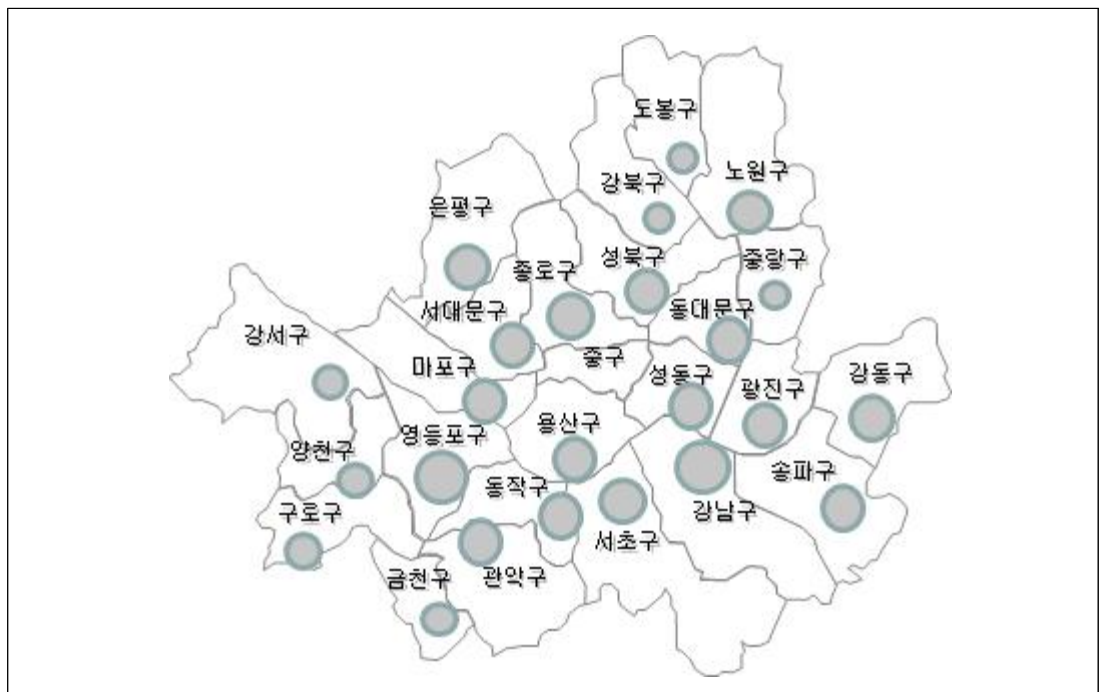 도봉구
노원구
강북구
은평구
성북구
중랑구
종로구
서대문구
동대문구
강서구
중구
마포구
성동구
광진구
강동구
용산구
영등포구
양천구
송파구
동작구
구로구
강남구
서초구
금천구
관악구